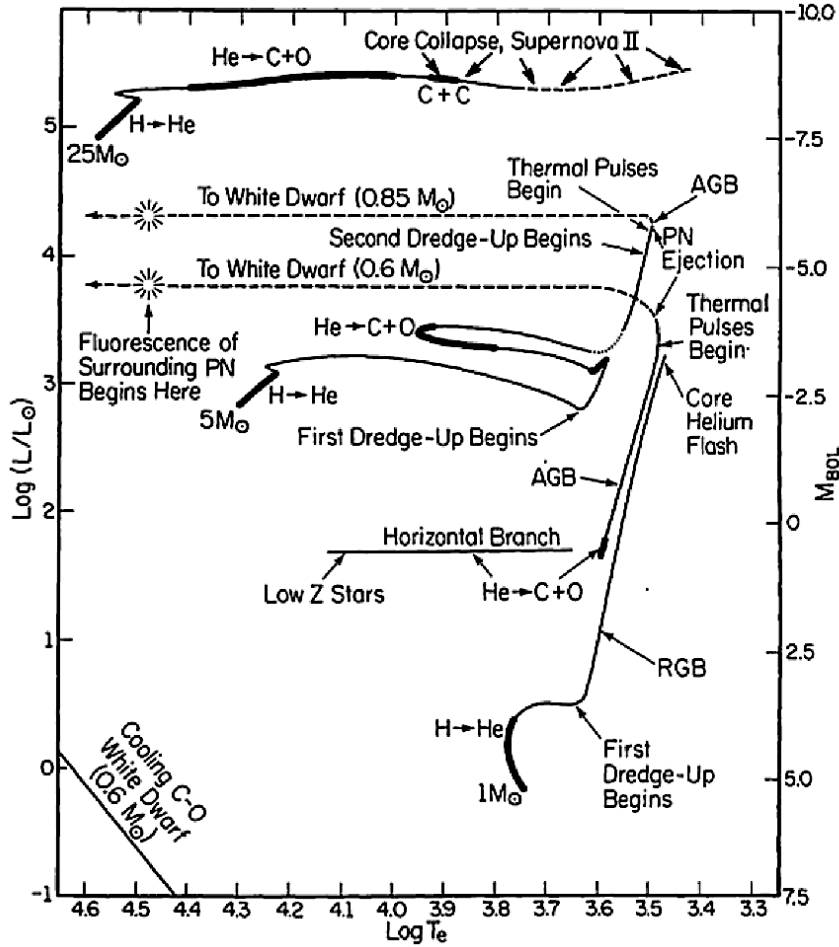 -10.0
He→C+O
Core Collapse, Supernova II
C+C
H→He
25M⊙
5
-7.5
Thermal Pulses
Begin
AGB
To White Dwarf (0.85 M⊙)
Second Dredge-Up Begins
PN
Ejection
4
To White Dwarf (0.6 M⊙)
-5.0
Thermal
Pulses
Begin
He→C+O
Fluorescence of
Surrounding PN
Begins Here
3
H→He
5M⊙
-2.5
Core
Helium
Flash
First Dredge-Up Begins
Log (L/L⊙)
MBOL
AGB
2
0
Horizontal Branch
Low Z Stars
He→C+O
1
2.5
RGB
H→He
First
Dredge-Up
Begins
1M⊙
Cooling C-O
White Dwarf
(0.6 M⊙)
0
5.0
-1
7.5
4.6 4.5 4.4 4.3 4.2 4.1 4.0 3.9 3.8 3.7 3.6 3.5 3.4 3.3
Log Te